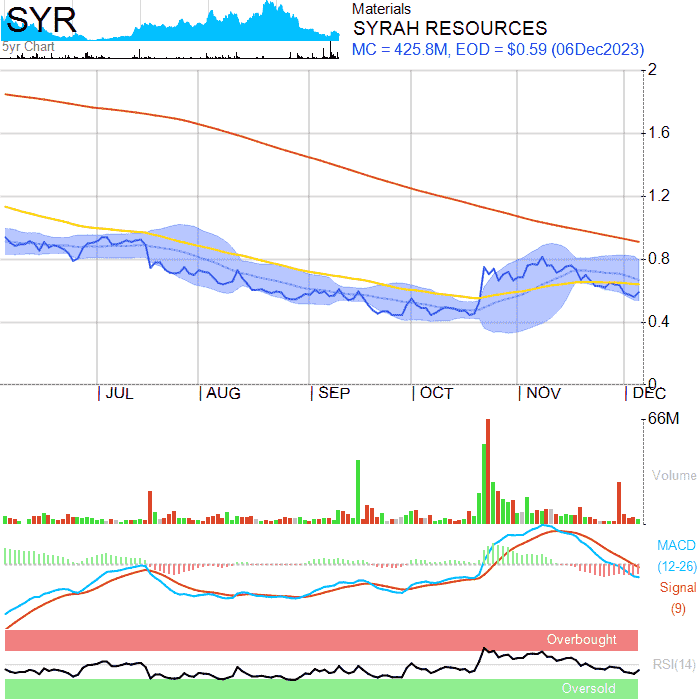 SYR
Materials
SYRAH RESOURCES
MC = 425.8M, EOD = $0.59 (06Dec2023)
5yr Chart
2
1.6
1.2
0.8
0.4
0
JUL
AUG
SEP
OCT
NOV
DEC
66M
Volume
MACD
(12-26)
Signal
(9)
Overbought
RSI(14)
Oversold